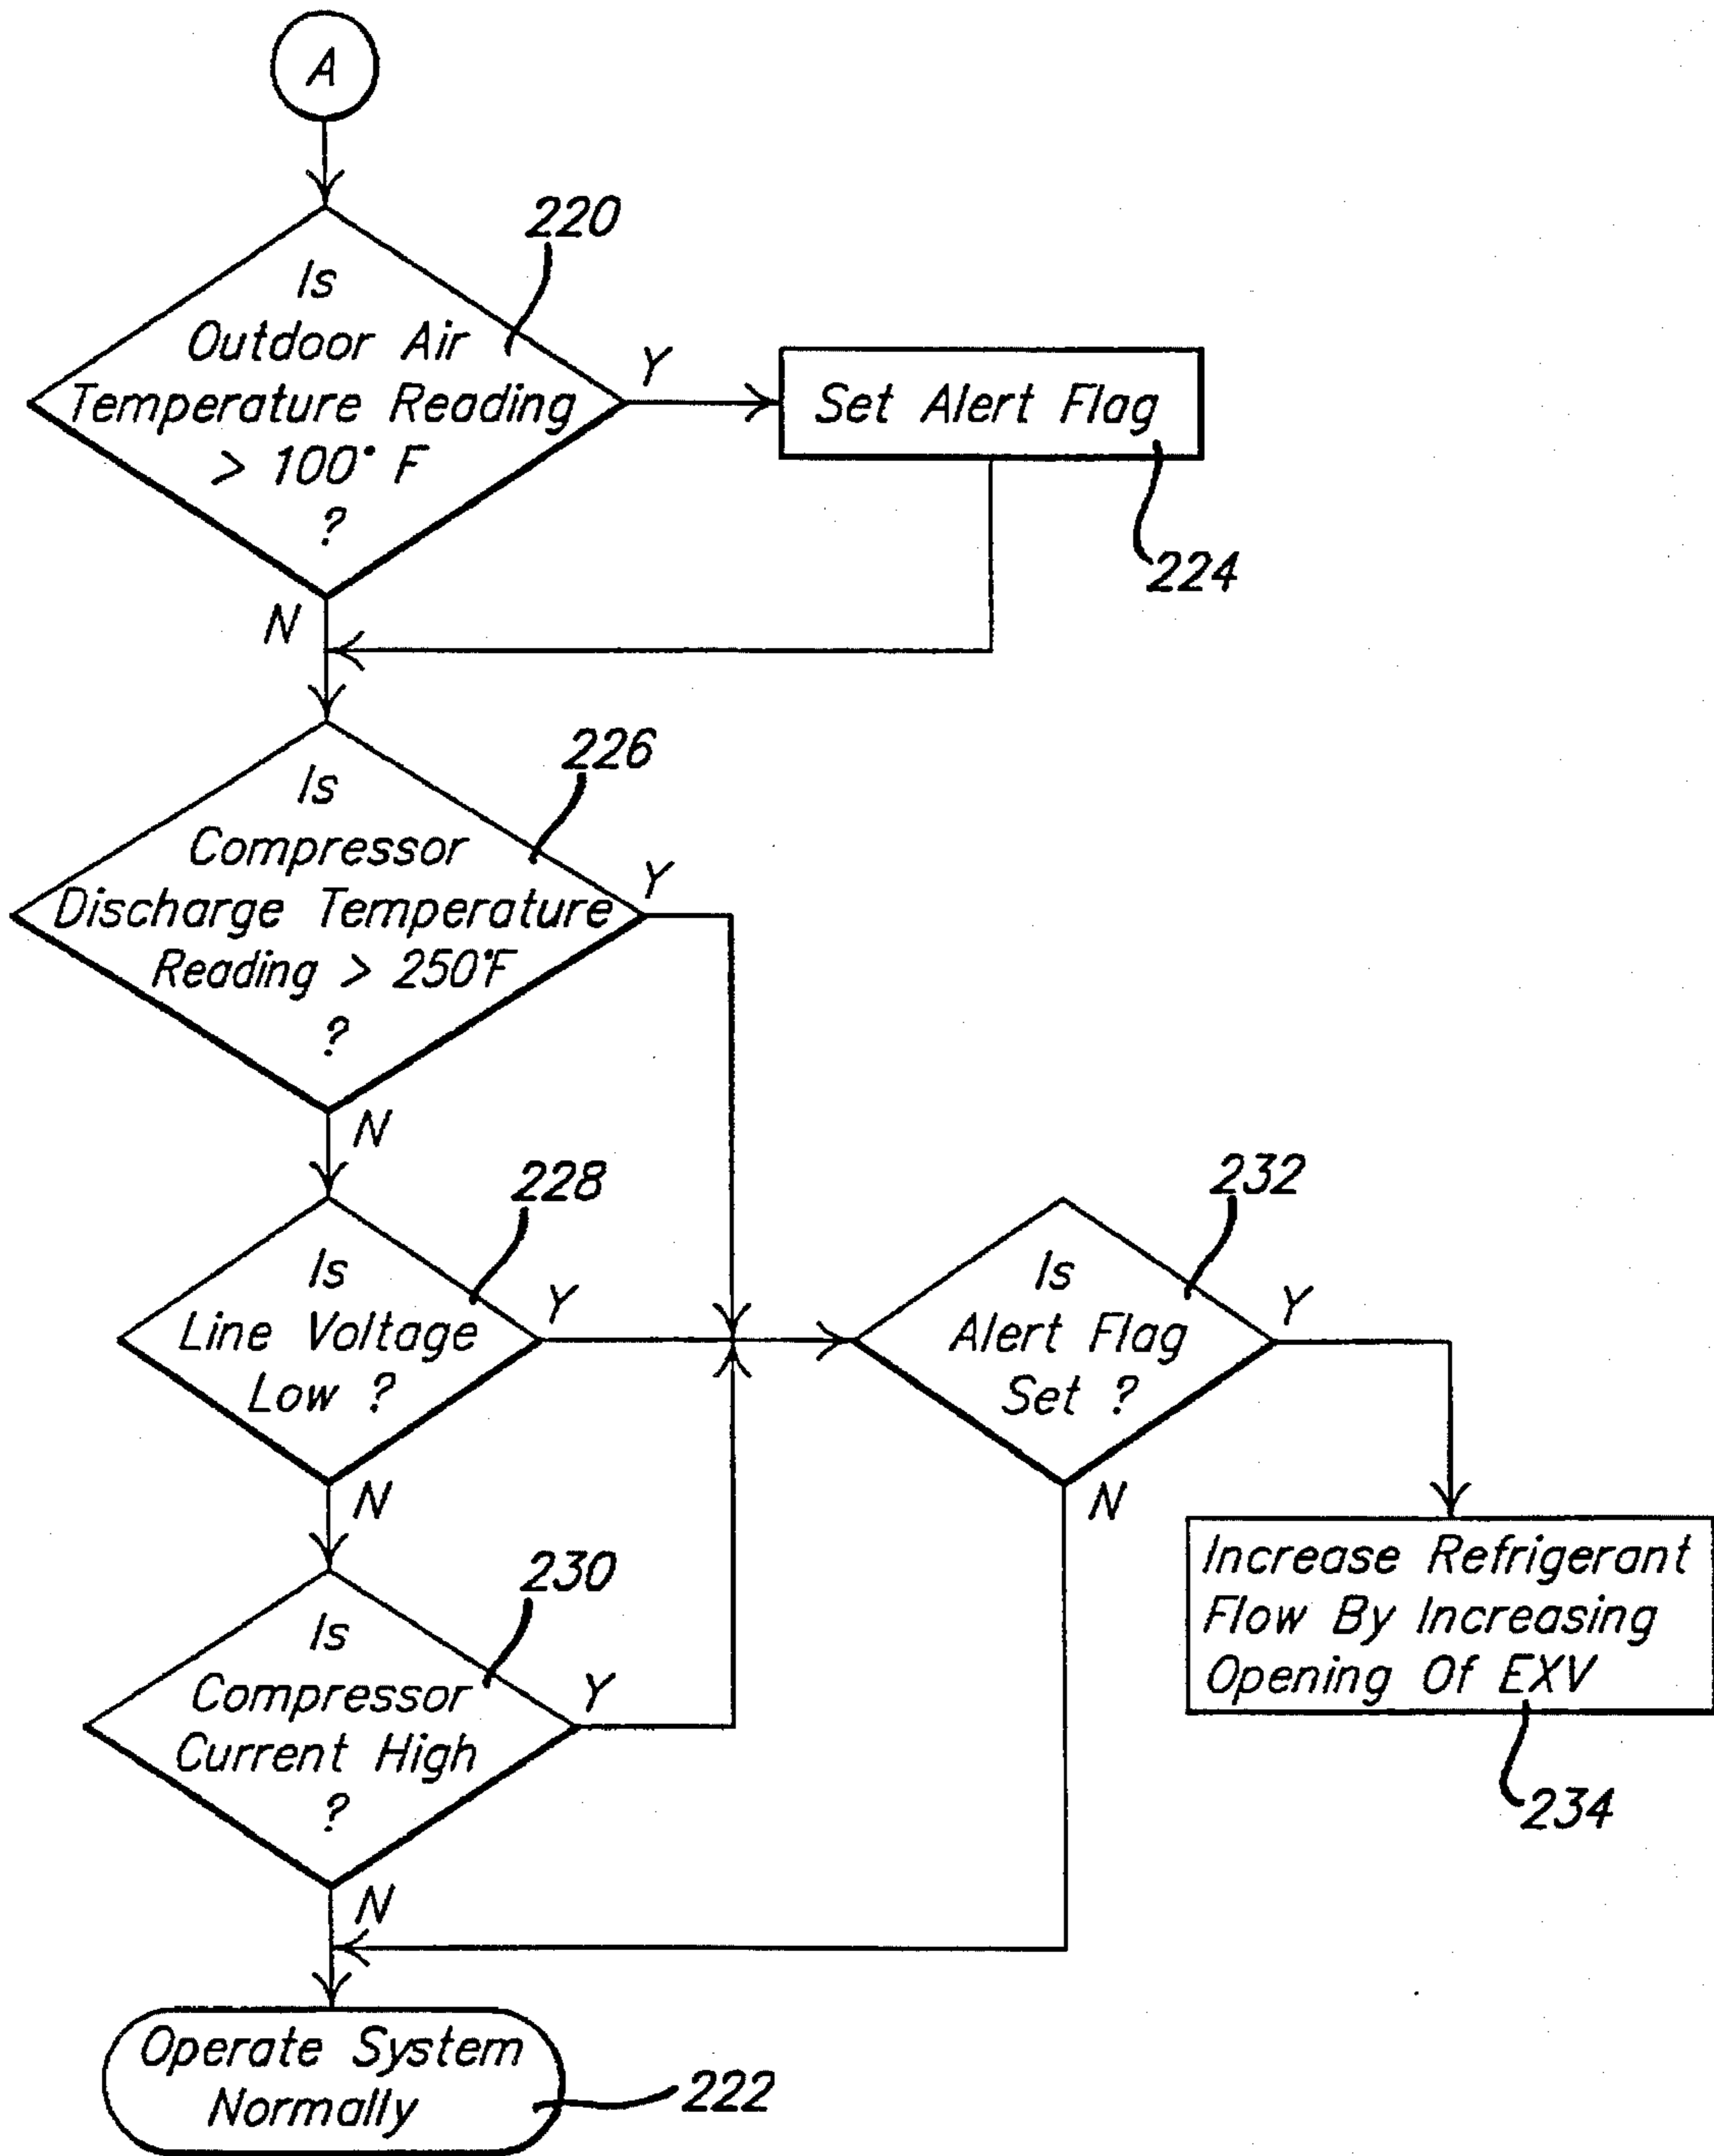 A
220
Is
Outdoor Air
Temperature Reading
> 100° F
?
Y
N
Set Alert Flag
224
226
Is
Compressor
Discharge Temperature
Reading > 250°F
?
Y
N
228
Is
Line Voltage
Low ?
Y
N
232
Is
Alert Flag
Set ?
Y
N
230
Is
Compressor
Current High
?
Y
N
Increase Refrigerant
Flow By Increasing
Opening Of EXV
234
Operate System
Normally
222